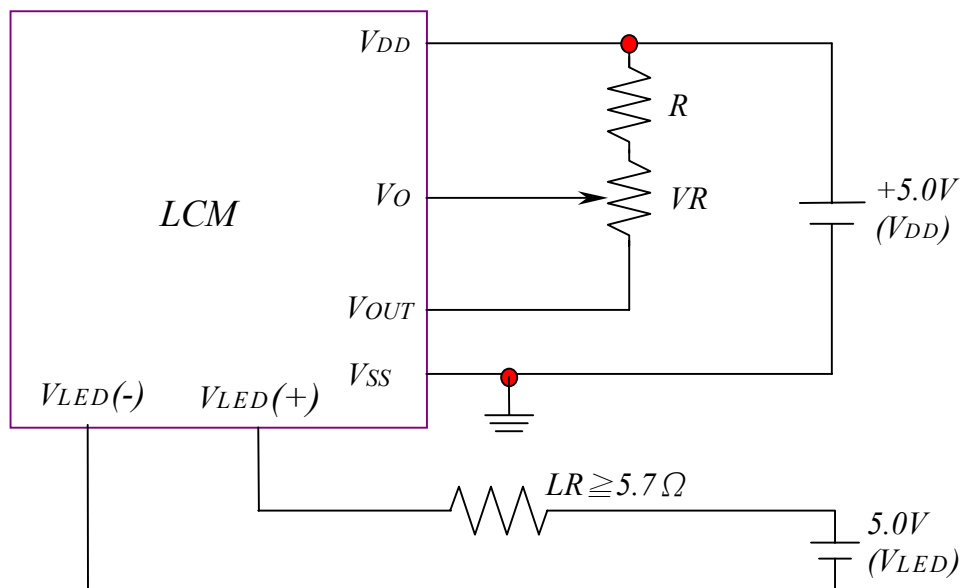 VDD
R
VO
VR
LCM
+5.0V
(VDD)
VOUT
VSS
VLED(-)
VLED(+)
LR≧5.7Ω
5.0V
(VLED)